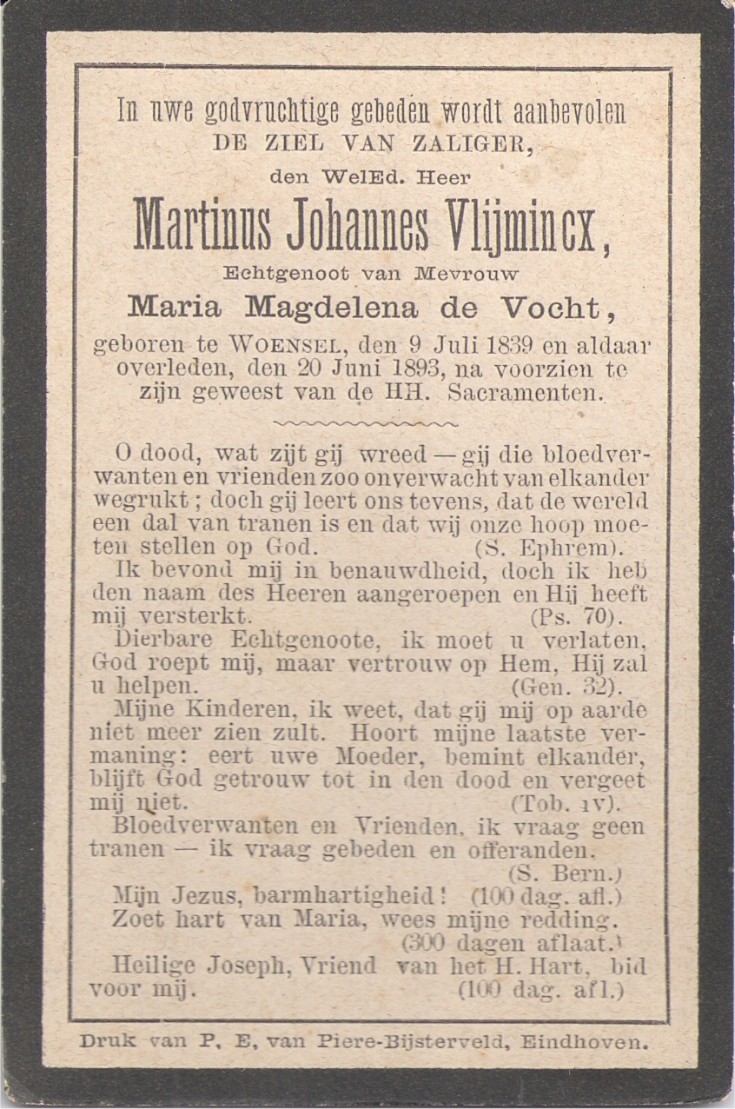 In uwe godvruchtige gebeden wordt aanbevolen
DE ZIEL VAN ZALIGER,
den WelEd. Heer
Martinus Johannes Vlijmincx,
Echtgenoot van Mevrouw
Maria Magdelena de Vocht,
geboren te WOENSEL, den 9 Juli 1839 en aldaar
overleden, den 20 Juni 1893, na voorzien te
zijn geweest van de HH. Sacramenten.
O dood, wat zijt gij wreed — gij die bloedver-
wanten en vrienden zoo onverwacht van elkander
wegrukt; doch gij leert ons tevens, dat de wereld
een dal van tranen is en dat wij onze hoop moe-
ten stellen op God. (S. Ephrem).
Ik bevond mij in benauwdheid, doch ik heb
den naam des Heeren aangeroepen en Hij heeft
mij versterkt. (Ps. 70).
Dierbare Echtgenoote, ik moet u verlaten,
God roept mij, maar vertrouw op Hem, Hij zal
u helpen. (Gen. 32).
Mijne Kinderen, ik weet, dat gij mij op aarde
niet meer zien zult. Hoort mijne laatste ver-
maning: eert uwe Moeder, bemint elkander,
blijft God getrouw tot in den dood en vergeet
mij niet. (Tob. IV).
Bloedverwanten en Vrienden, ik vraag geen
tranen — ik vraag gebeden en offeranden.
(S. Bern.)
Mijn Jezus, barmhartigheid! (100 dag. afl.)
Zoet hart van Maria, wees mijne redding.
(300 dagen aflaat.)
Heilige Joseph, Vriend van het H. Hart, bid
voor mij. (100 dag. afl.)
Druk van P. E, van Piere-Bijsterveld, Eindhoven.